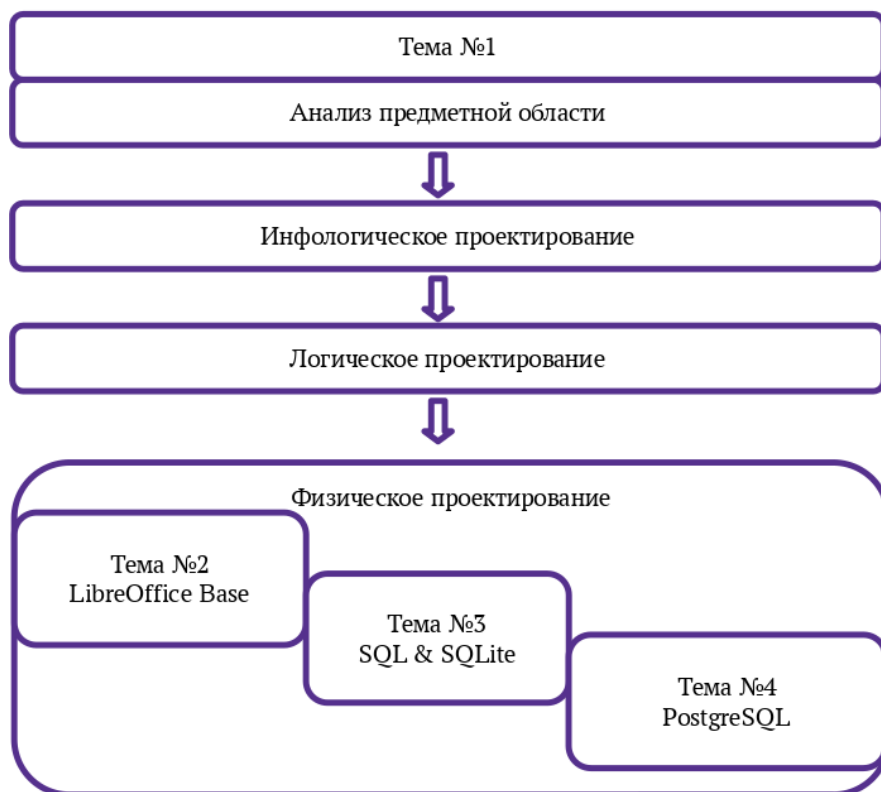 Тема №1
Анализ предметной области
Инфологическое проектирование
Логическое проектирование
Физическое проектирование
Тема №2
LibreOffice Base
Тема №3
SQL & SQLite
Тема №4
PostgreSQL